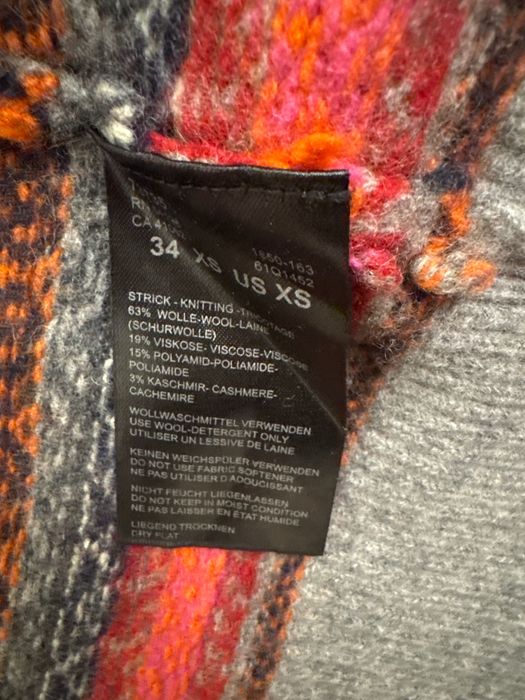 1550-163
CA 61Q1452
34 XS US XS
STRICK - KNITTING -
63% WOLLE-WOOL-LAINE
(SCHURWOLLE)
19% VISKOSE- VISCOSE-VISCOSE
15% POLYAMID-POLIAMIDE-
POLIAMIDE
3% KASCHMIR- CASHMERE-
CACHEMIRE
WOLLWASCHMITTEL VERWENDEN
USE WOOL-DETERGENT ONLY
UTILISER UN LESSIVE DE LAINE
KEINEN WEICHSPÜLER VERWENDEN
DO NOT USE FABRIC SOFTENER
NE PAS UTILISER D ADOUCISSANT
NICHT FEUCHT LIEGENLASSEN
DO NOT KEEP IN MOIST CONDITION
NE PAS LAISSER EN ETAT HUMIDE
LIEGEND TROCKNEN
DRY FLAT